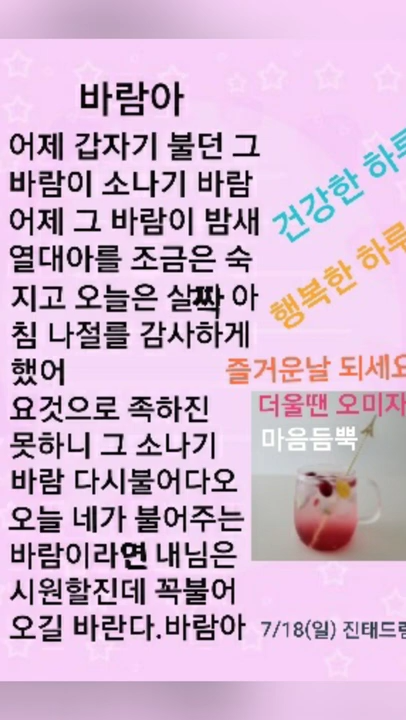 바람아
어제 갑자기 불던 그
바람이 소나기 바람
어제 그 바람이 밤새
열대아를 조금은 숙
지고 오늘은 살짝 아
침 나절를 감사하게
했어
요것으로 족하진
못하니 그 소나기
바람 다시불어다오
오늘 네가 불어주는
바람이라면 내님은
시원할진데 꼭불어
오길 바란다.바람아
건강한 하루
행복한 하루
즐거운날 되세요
더울땐 오미자
마음듬뿍
7/18(일) 진태드림